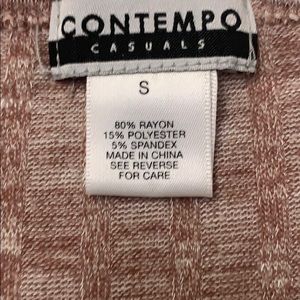 CONTEMPO
CASUALS
S
80% RAYON
15% POLYESTER
5% SPANDEX
MADE IN CHINA
SEE REVERSE
FOR CARE